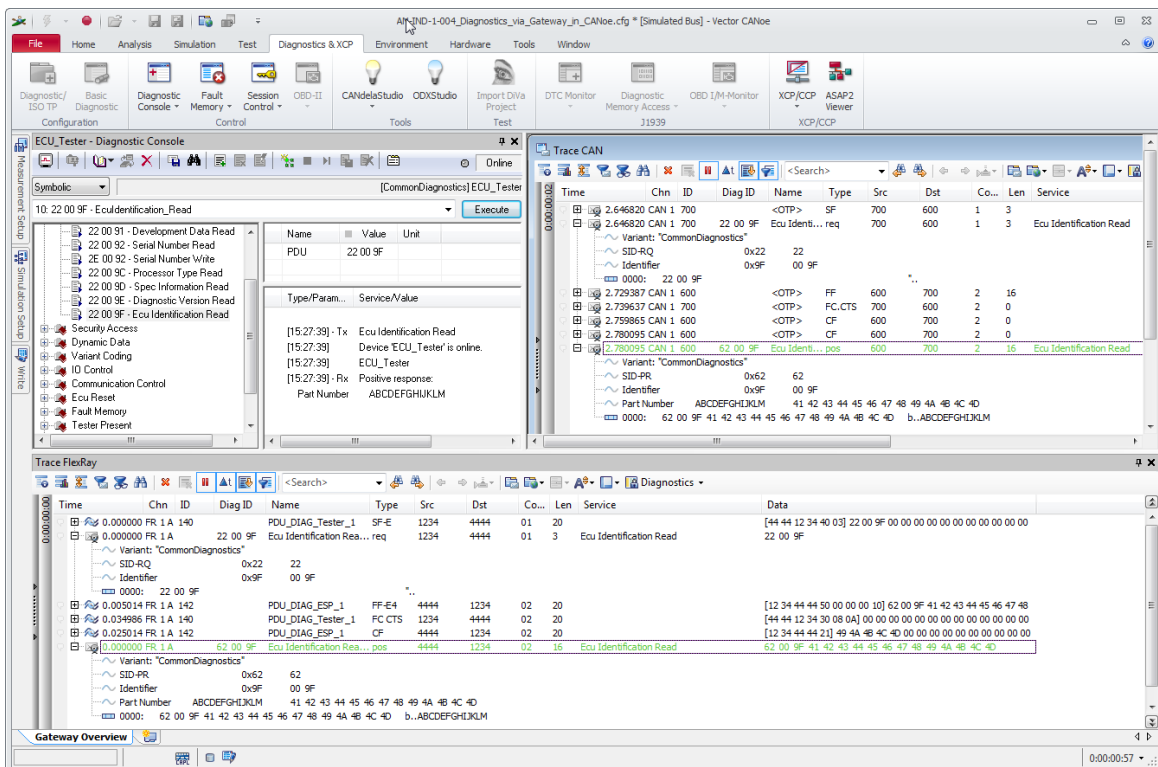 AN-IND-1-004_Diagnostics_via_Gateway_in_CANoe.cfg * [Simulated Bus] - Vector CANoe
File Home Analysis Simulation Test Diagnostics & XCP Environment Hardware Tools Window
Diagnostic/ ISO TP Basic Diagnostic Diagnostic Console Fault Memory Session Control OBD-II CANdelaStudio ODXStudio Import DiVa Project DTC Monitor Diagnostic Memory Access OBD I/M-Monitor XCP/CCP ASAP2 Viewer
Configuration Control Tools Test J1939 XCP/CCP
Measurement Setup
Simulation Setup
Write
ECU_Tester - Diagnostic Console
Online
Symbolic [CommonDiagnostics] ECU_Tester
10: 22 00 9F - EcuIdentification_Read Execute
22 00 91 - Development Data Read
22 00 92 - Serial Number Read
2E 00 92 - Serial Number Write
22 00 9C - Processor Type Read
22 00 9D - Spec Information Read
22 00 9E - Diagnostic Version Read
22 00 9F - Ecu Identification Read
Security Access
Dynamic Data
Variant Coding
IO Control
Communication Control
Ecu Reset
Fault Memory
Tester Present
Name Value Unit
PDU 22 00 9F
Type/Param... Service/Value
[15:27:39] - Tx Ecu Identification Read
[15:27:39] Device 'ECU_Tester' is online.
[15:27:39] ECU_Tester
[15:27:39] - Rx Positive response:
Part Number ABCDEFGHIJKLM
Trace CAN
<Search>
0:00:00:02
Time Chn ID Diag ID Name Type Src Dst Co... Len Service
2.646820 CAN 1 700 <OTP> SF 700 600 1 3
2.646820 CAN 1 700 22 00 9F Ecu Identi... req 700 600 1 3 Ecu Identification Read
Variant: "CommonDiagnostics"
SID-RQ 0x22 22
Identifier 0x9F 00 9F
0000: 22 00 9F "..
2.729387 CAN 1 600 <OTP> FF 600 700 2 16
2.739637 CAN 1 700 <OTP> FC.CTS 700 600 2 0
2.759865 CAN 1 600 <OTP> CF 600 700 2 0
2.780095 CAN 1 600 <OTP> CF 600 700 2 0
2.780095 CAN 1 600 62 00 9F Ecu Identi... pos 600 700 2 16 Ecu Identification Read
Variant: "CommonDiagnostics"
SID-PR 0x62 62
Identifier 0x9F 00 9F
Part Number ABCDEFGHIJKLM 41 42 43 44 45 46 47 48 49 4A 4B 4C 4D
0000: 62 00 9F 41 42 43 44 45 46 47 48 49 4A 4B 4C 4D b..ABCDEFGHIJKLM
Trace FlexRay
<Search> Diagnostics
Time Chn ID Diag ID Name Type Src Dst Co... Len Service Data
0.000000 FR 1 A 140 PDU_DIAG_Tester_1 SF-E 1234 4444 01 20 [44 44 12 34 40 03] 22 00 9F 00 00 00 00 00 00 00 00 00 00 00
0.000000 FR 1 A 22 00 9F Ecu Identification Rea... req 1234 4444 01 3 Ecu Identification Read 22 00 9F
Variant: "CommonDiagnostics"
SID-RQ 0x22 22
Identifier 0x9F 00 9F
0000: 22 00 9F "..
0.005014 FR 1 A 142 PDU_DIAG_ESP_1 FF-E4 4444 1234 02 20 [12 34 44 44 50 00 00 00 10] 62 00 9F 41 42 43 44 45 46 47 48
0.034986 FR 1 A 140 PDU_DIAG_Tester_1 FC CTS 1234 4444 02 20 [44 44 12 34 30 08 0A] 00 00 00 00 00 00 00 00 00 00 00 00 00
0.025014 FR 1 A 142 PDU_DIAG_ESP_1 CF 4444 1234 02 20 [12 34 44 44 21] 49 4A 4B 4C 4D 00 00 00 00 00 00 00 00 00 00
0.000000 FR 1 A 62 00 9F Ecu Identification Rea... pos 4444 1234 02 16 Ecu Identification Read 62 00 9F 41 42 43 44 45 46 47 48 49 4A 4B 4C 4D
Variant: "CommonDiagnostics"
SID-PR 0x62 62
Identifier 0x9F 00 9F
Part Number ABCDEFGHIJKLM 41 42 43 44 45 46 47 48 49 4A 4B 4C 4D
0000: 62 00 9F 41 42 43 44 45 46 47 48 49 4A 4B 4C 4D b..ABCDEFGHIJKLM
Gateway Overview
0:00:00:57